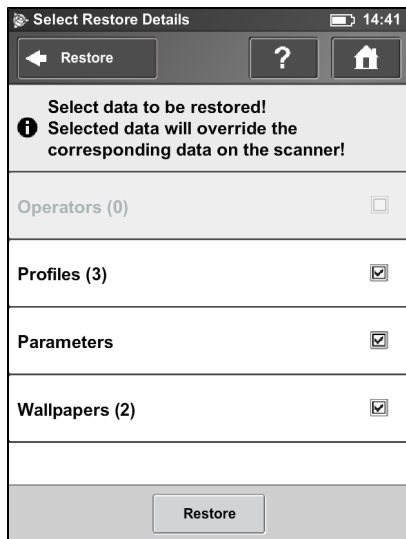 Select Restore Details 14:41
Restore ?
Select data to be restored!
Selected data will override the
corresponding data on the scanner!
Operators (0)
Profiles (3)
Parameters
Wallpapers (2)
Restore